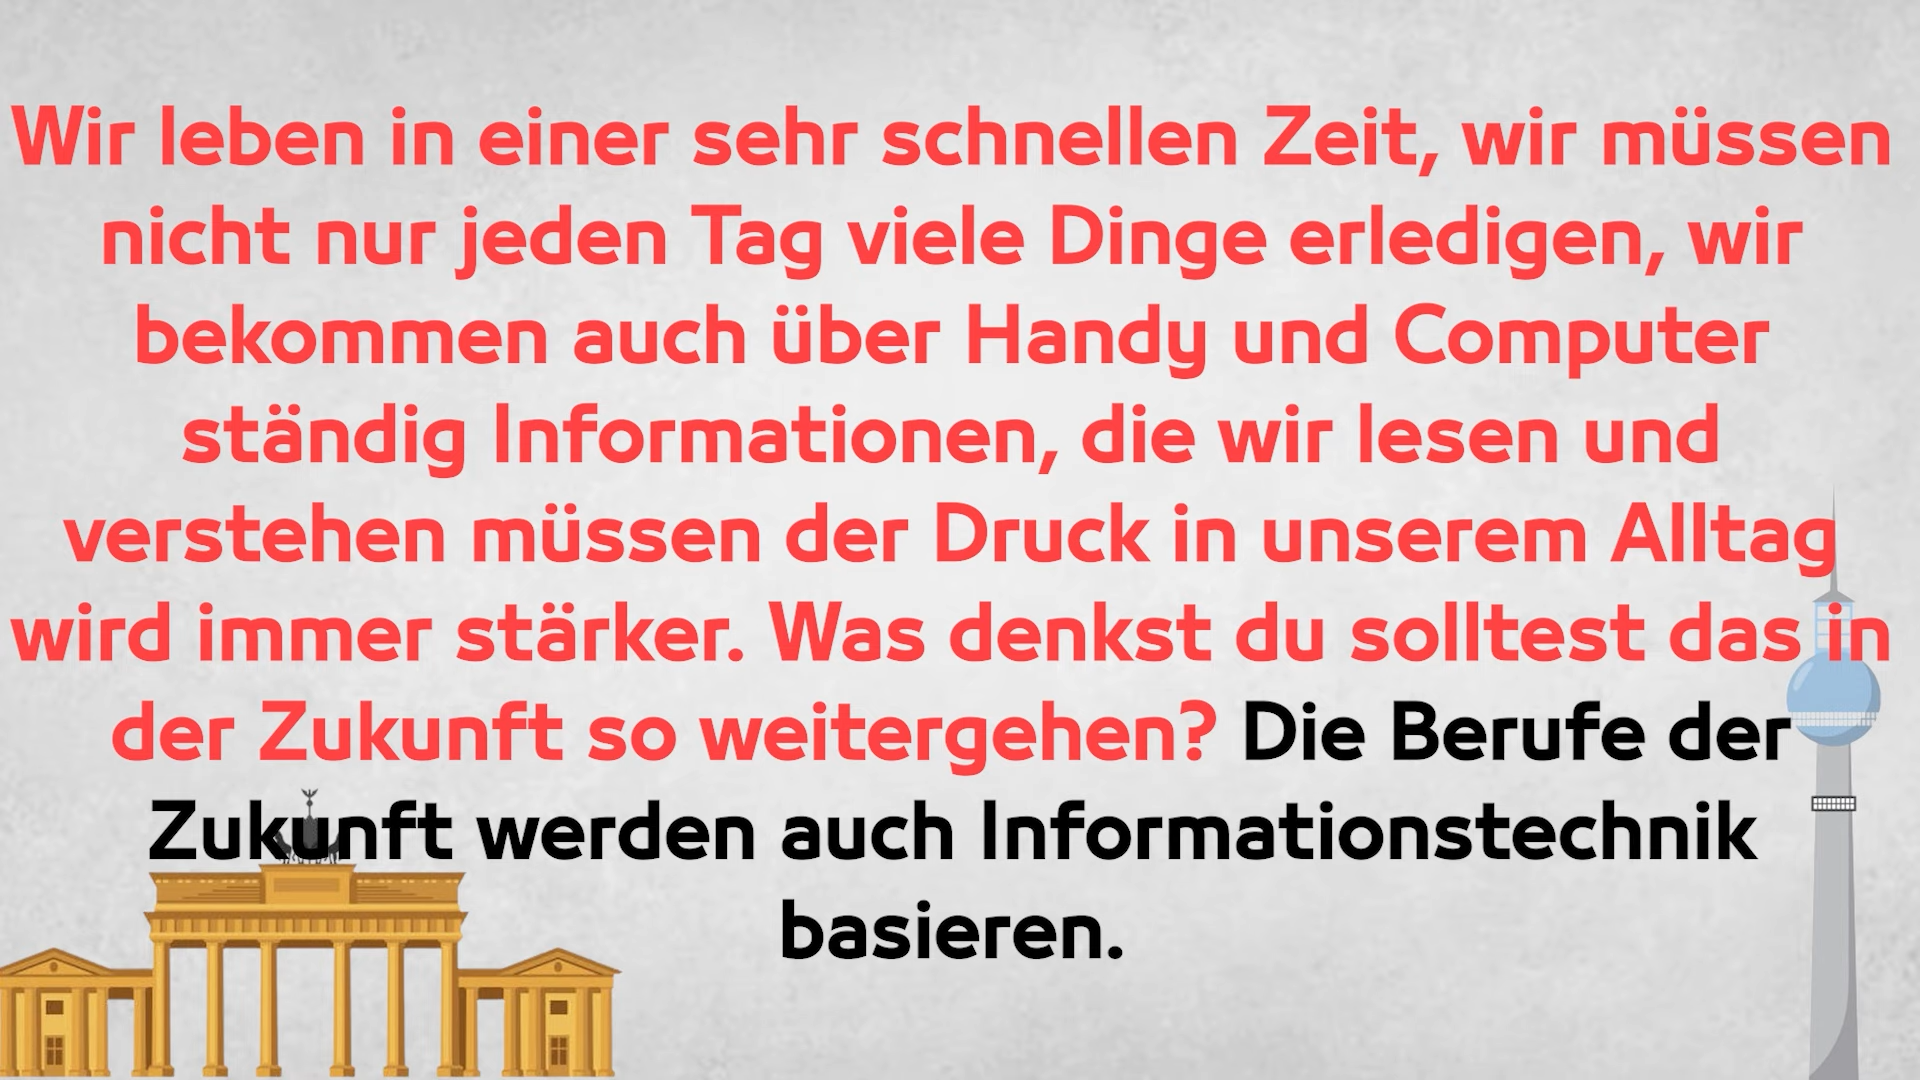 Wir leben in einer sehr schnellen Zeit, wir müssen
nicht nur jeden Tag viele Dinge erledigen, wir
bekommen auch über Handy und Computer
ständig Informationen, die wir lesen und
verstehen müssen der Druck in unserem Alltag
wird immer stärker. Was denkst du solltest das in
der Zukunft so weitergehen? Die Berufe der
Zukunft werden auch Informationstechnik
basieren.